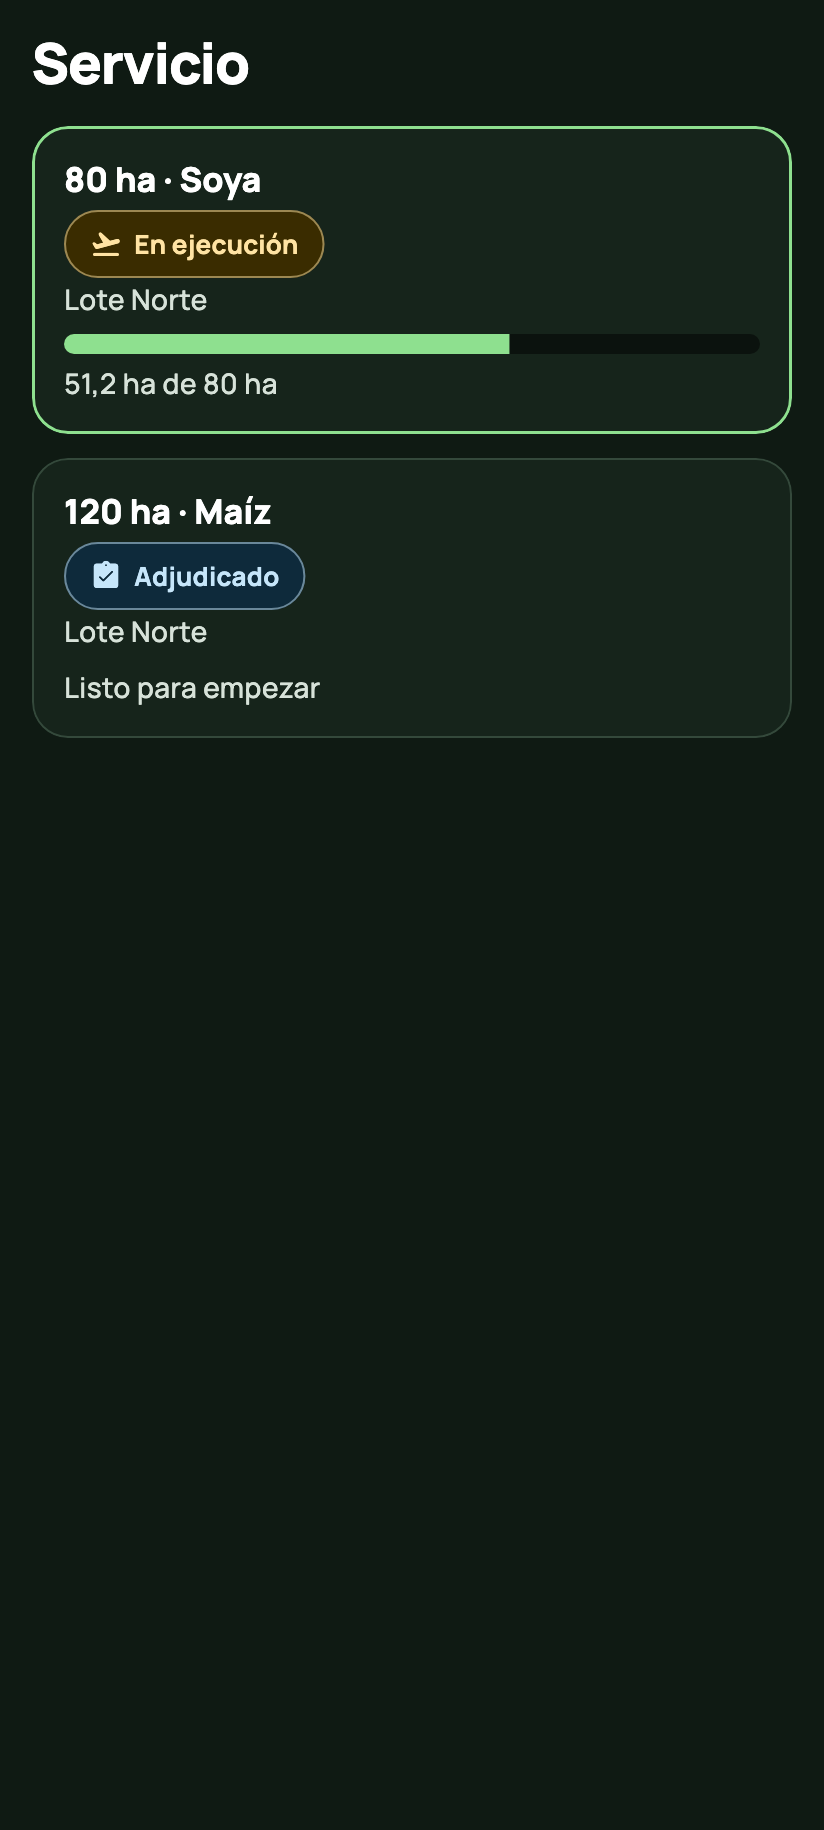 Servicio
80 ha · Soya
En ejecución
Lote Norte
51,2 ha de 80 ha
120 ha · Maíz
Adjudicado
Lote Norte
Listo para empezar